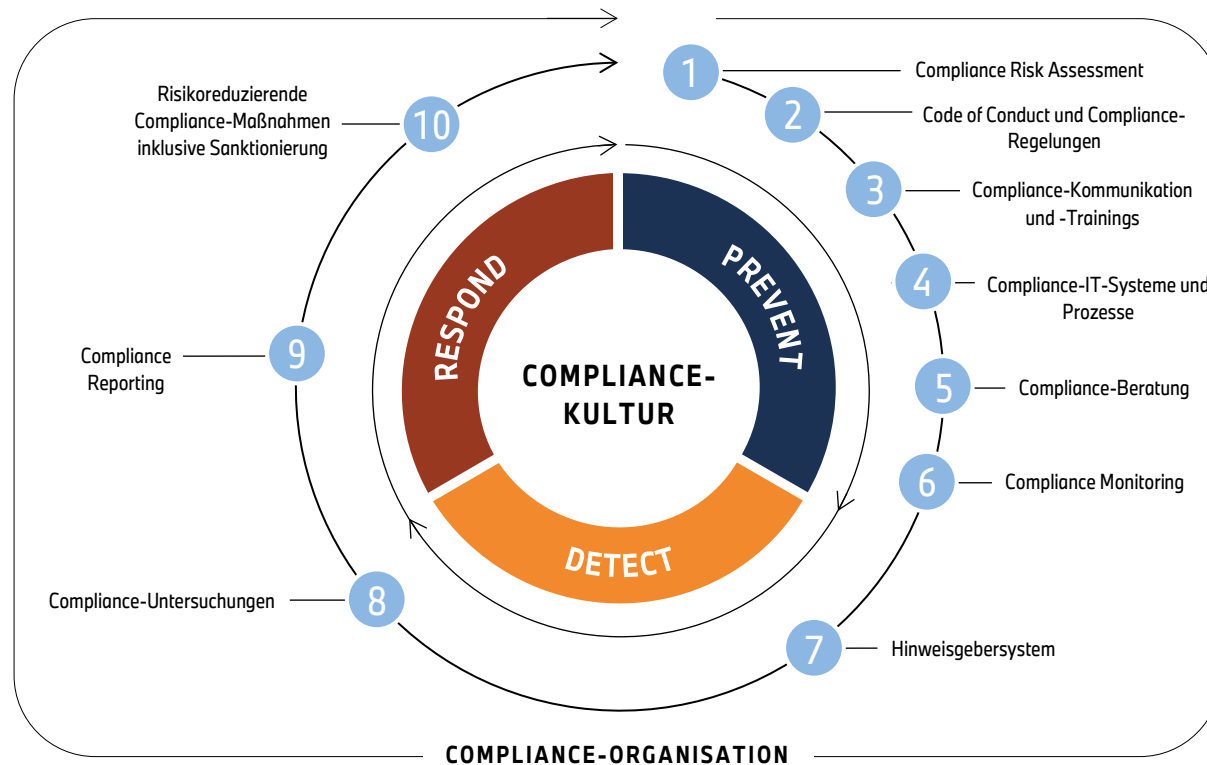 1
Compliance Risk Assessment
2
Code of Conduct und Compliance-
Regelungen
3
Compliance-Kommunikation
und -Trainings
4
Compliance-IT-Systeme und
Prozesse
5
Compliance-Beratung
6
Compliance Monitoring
7
Hinweisgebersystem
8
Compliance-Untersuchungen
9
Compliance
Reporting
10
Risikoreduzierende
Compliance-Maßnahmen
inklusive Sanktionierung
PREVENT
DETECT
RESPOND
COMPLIANCE-
KULTUR
COMPLIANCE-ORGANISATION